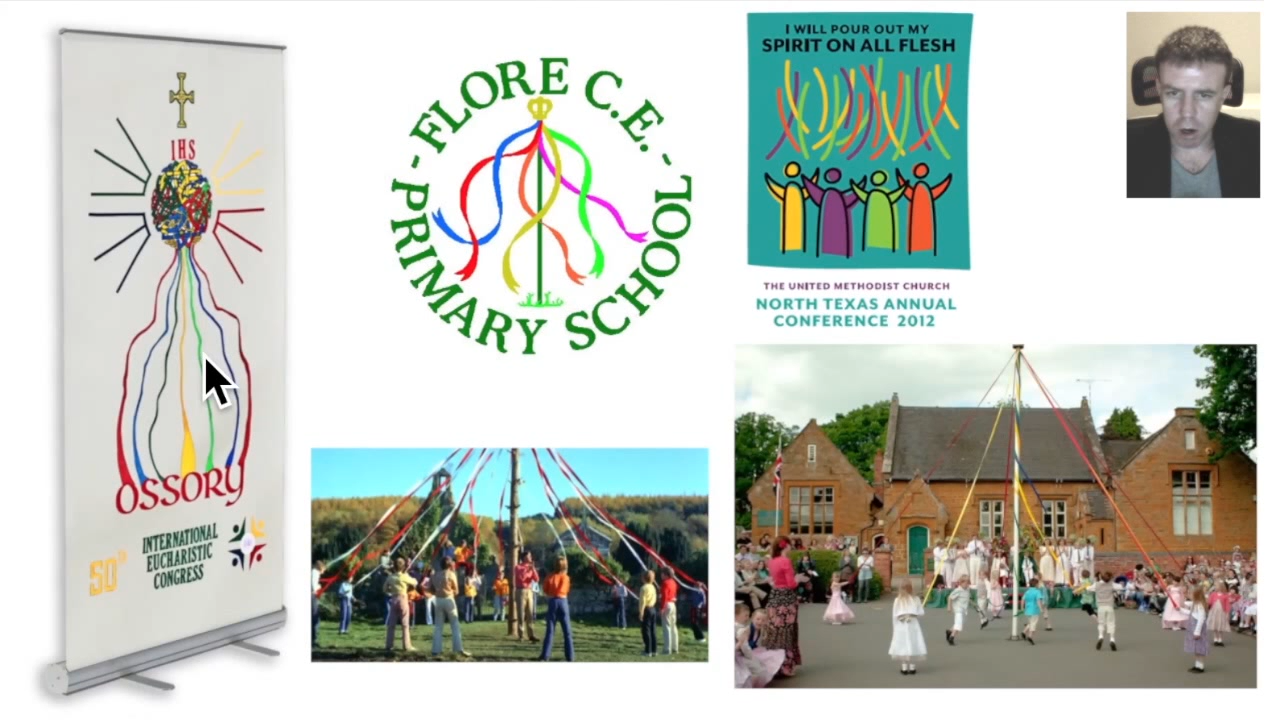 IHS
OSSORY
50th
INTERNATIONAL
EUCHARISTIC
CONGRESS
- FLORE C.E. -
PRIMARY SCHOOL
I WILL POUR OUT MY
SPIRIT ON ALL FLESH
THE UNITED METHODIST CHURCH
NORTH TEXAS ANNUAL
CONFERENCE 2012